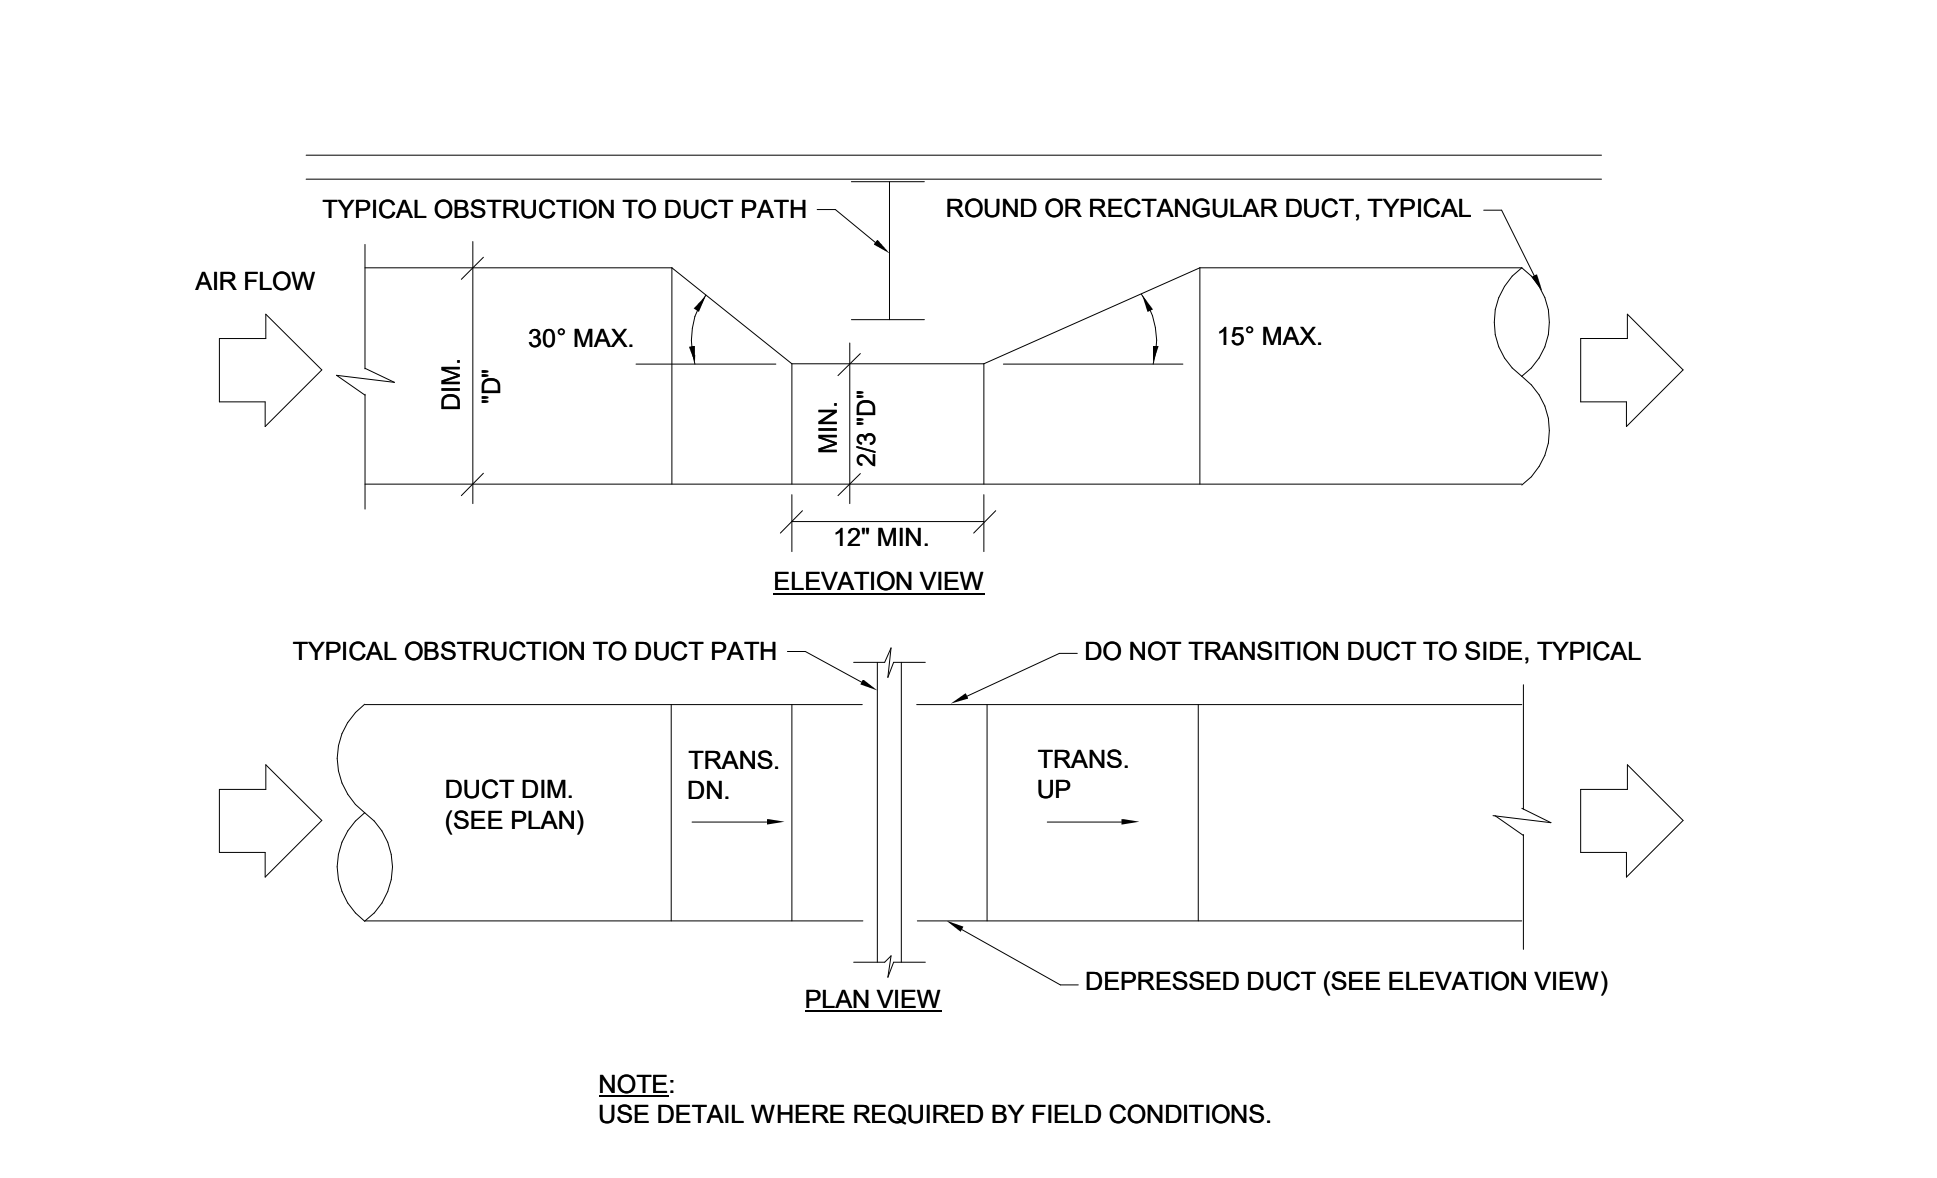 TYPICAL OBSTRUCTION TO DUCT PATH
ROUND OR RECTANGULAR DUCT, TYPICAL
AIR FLOW
30° MAX.
15° MAX.
DIM.
"D"
MIN.
2/3 "D"
12" MIN.
ELEVATION VIEW
TYPICAL OBSTRUCTION TO DUCT PATH
DO NOT TRANSITION DUCT TO SIDE, TYPICAL
DUCT DIM.
(SEE PLAN)
TRANS.
DN.
TRANS.
UP
DEPRESSED DUCT (SEE ELEVATION VIEW)
PLAN VIEW
NOTE:
USE DETAIL WHERE REQUIRED BY FIELD CONDITIONS.